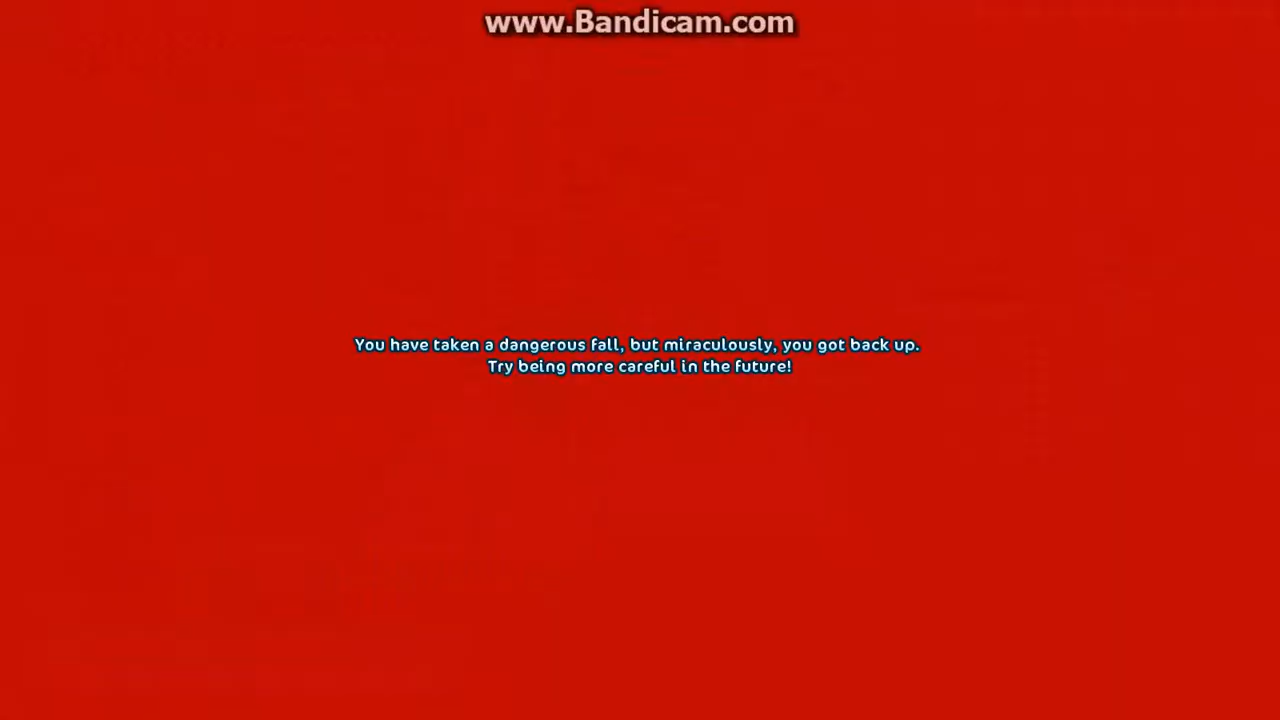 www.Bandicam.com
You have taken a dangerous fall, but miraculously, you got back up.
Try being more careful in the future!